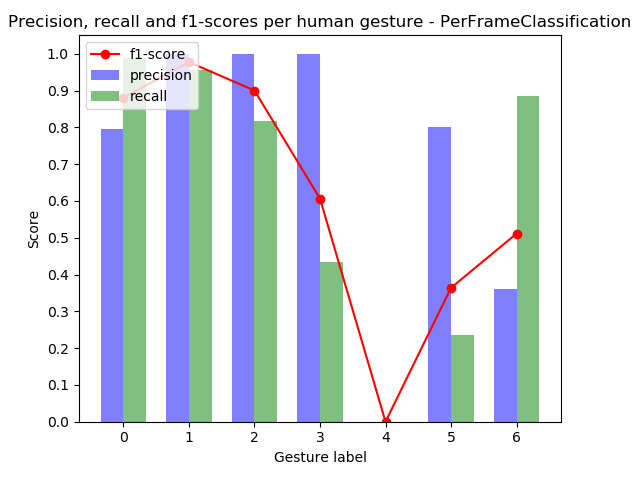 Precision, recall and f1-scores per human gesture - PerFrameClassification
f1-score
precision
recall
1.0
0.9
0.8
0.7
0.6
0.5
0.4
0.3
0.2
0.1
0.0
Score
0 1 2 3 4 5 6
Gesture label